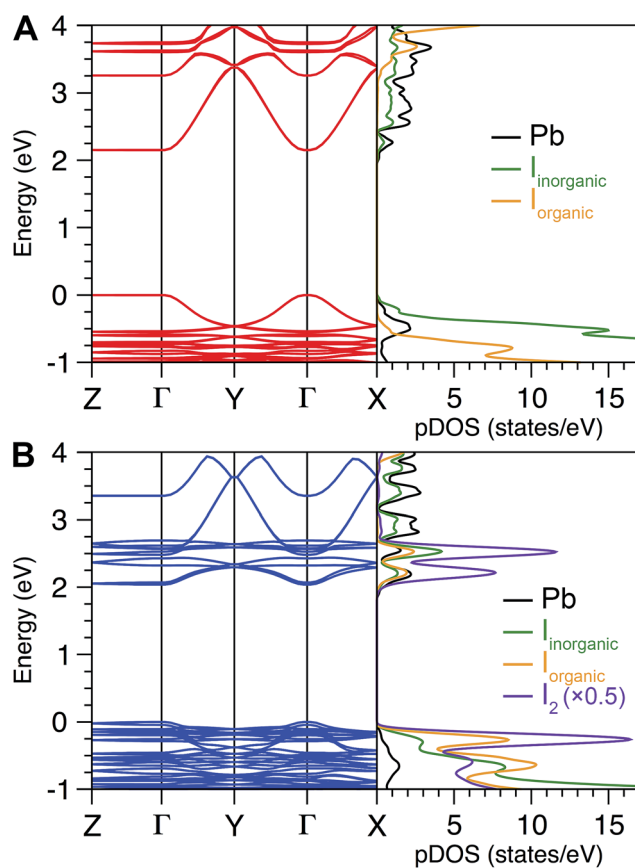 A
4
3
2
1
0
-1
Energy (eV)
Z Γ Y Γ X
5 10 15
pDOS (states/eV)
Pb
I inorganic
I organic
B
4
3
2
1
0
-1
Energy (eV)
Z Γ Y Γ X
5 10 15
pDOS (states/eV)
Pb
I inorganic
I organic
I2 (×0.5)